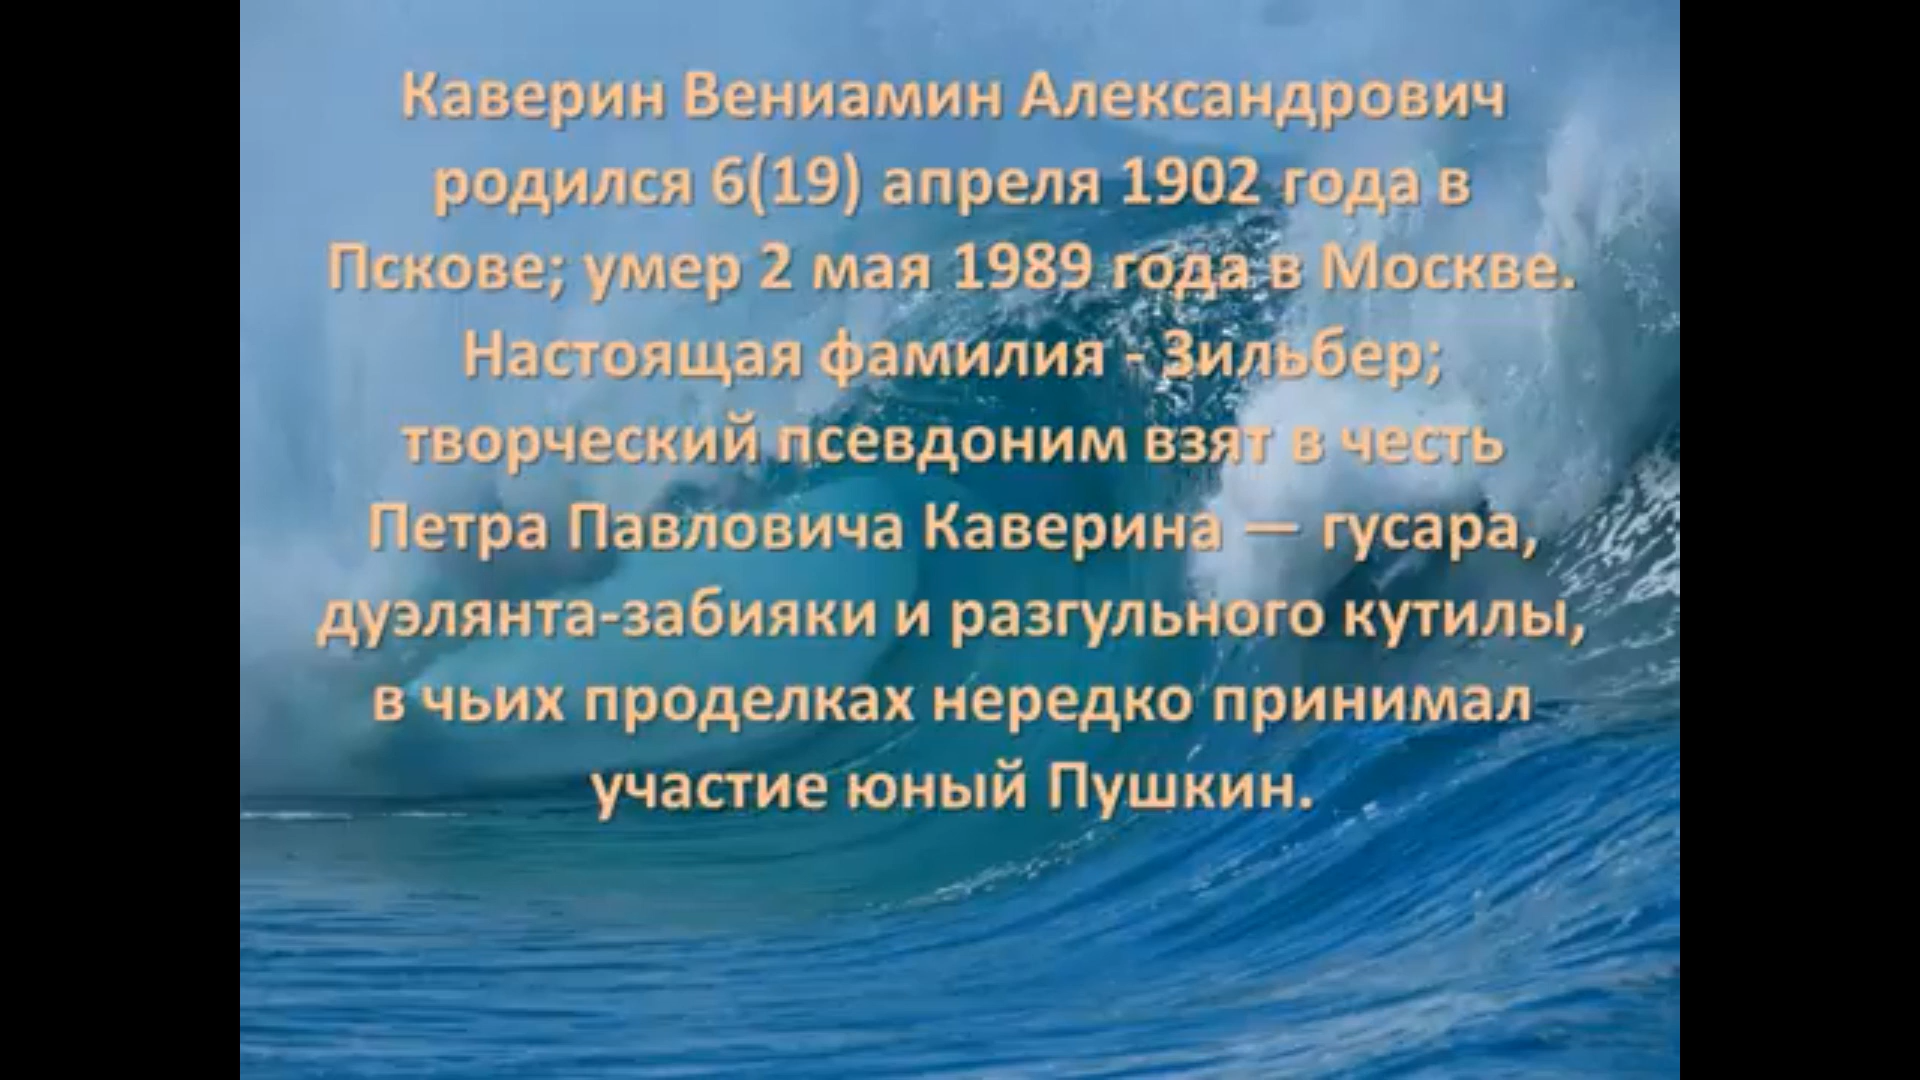 Каверин Вениамин Александрович
родился 6(19) апреля 1902 года в
Пскове; умер 2 мая 1989 года в Москве.
Настоящая фамилия - Зильбер;
творческий псевдоним взят в честь
Петра Павловича Каверина — гусара,
дуэлянта-забияки и разгульного кутилы,
в чьих проделках нередко принимал
участие юный Пушкин.